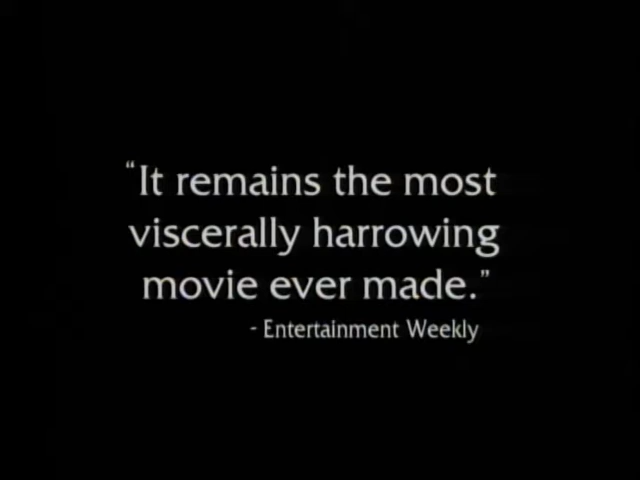 “It remains the most
viscerally harrowing
movie ever made.”
- Entertainment Weekly